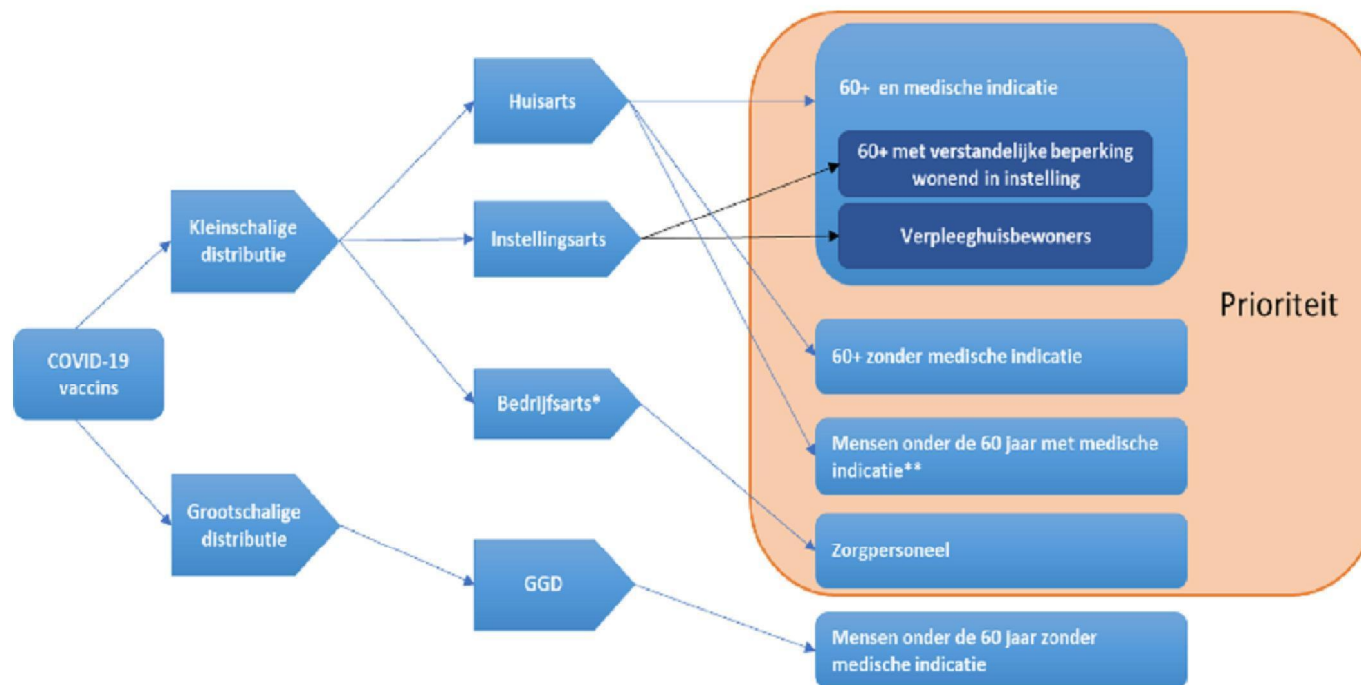 COVID-19
vaccins
Kleinschalige
distributie
Grootschalige
distributie
Huisarts
Instellingsarts
Bedrijfsarts*
GGD
60+ en medische indicatie
60+ met verstandelijke beperking
wonend in instelling
Verpleeghuisbewoners
60+ zonder medische indicatie
Mensen onder de 60 jaar met medische
indicatie**
Zorgpersoneel
Prioriteit
Mensen onder de 60 jaar zonder
medische indicatie